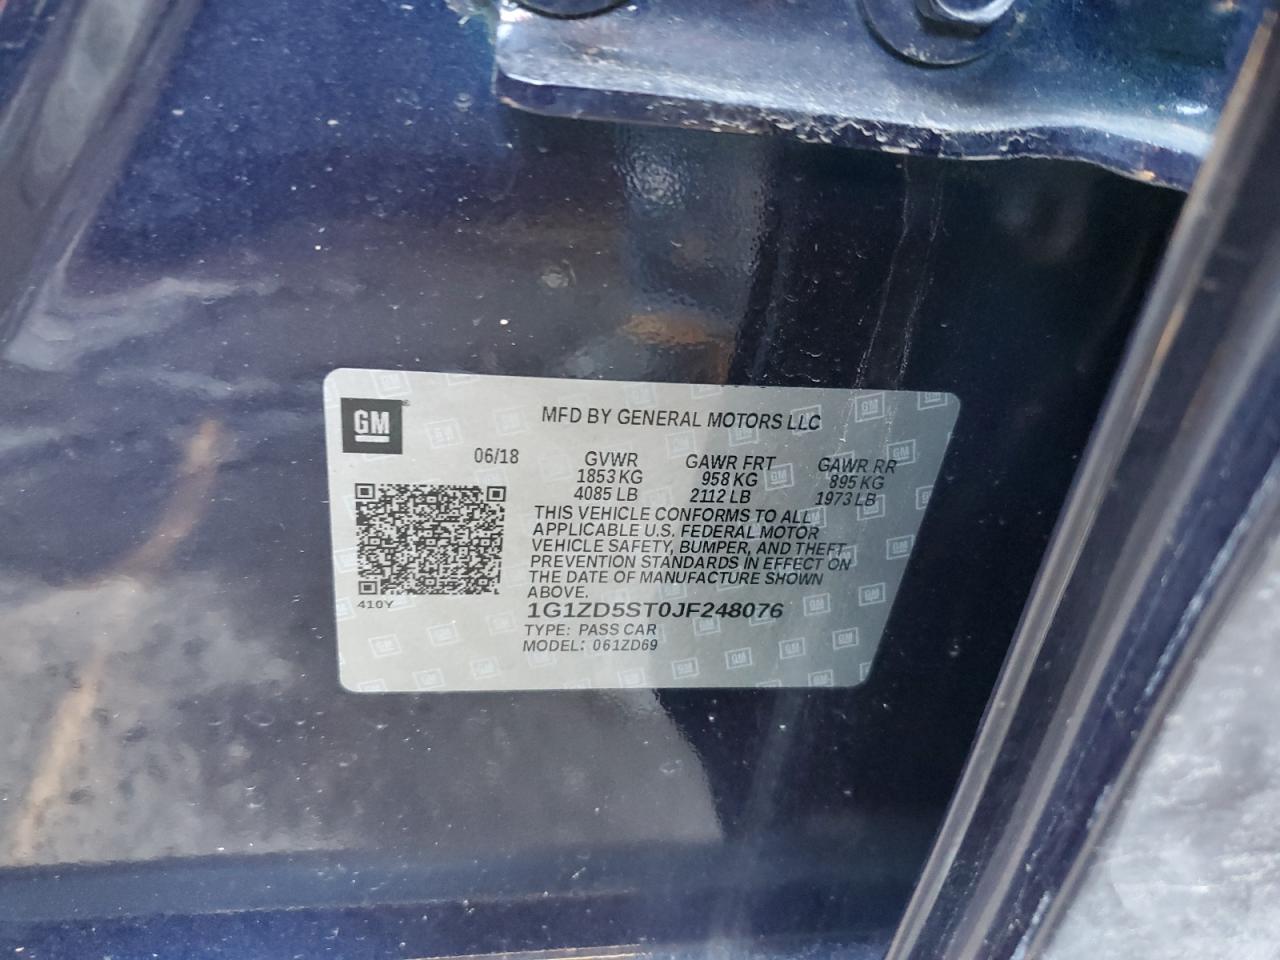 GM
MFD BY GENERAL MOTORS LLC
06/18 GVWR GAWR FRT GAWR RR
1853 KG 958 KG 895 KG
4085 LB 2112 LB 1973 LB
THIS VEHICLE CONFORMS TO ALL
APPLICABLE U.S. FEDERAL MOTOR
VEHICLE SAFETY, BUMPER, AND THEFT
PREVENTION STANDARDS IN EFFECT ON
THE DATE OF MANUFACTURE SHOWN
ABOVE.
410Y
1G1ZD5ST0JF248076
TYPE: PASS CAR
MODEL: 061ZD69